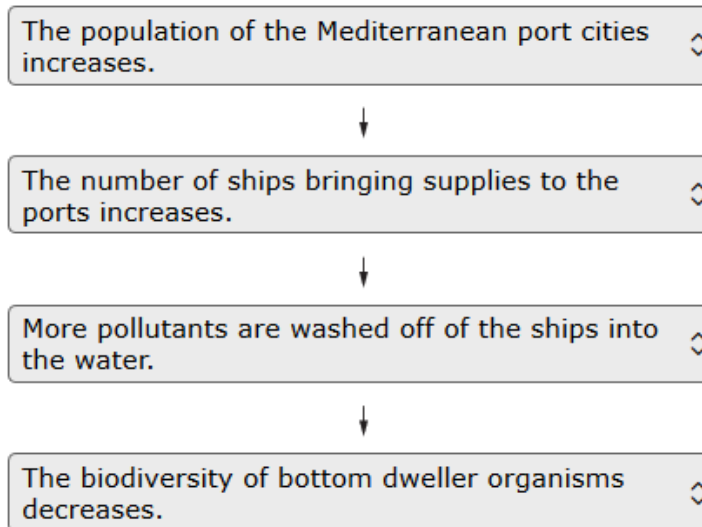 The population of the Mediterranean port cities
increases.
The number of ships bringing supplies to the
ports increases.
More pollutants are washed off of the ships into
the water.
The biodiversity of bottom dweller organisms
decreases.